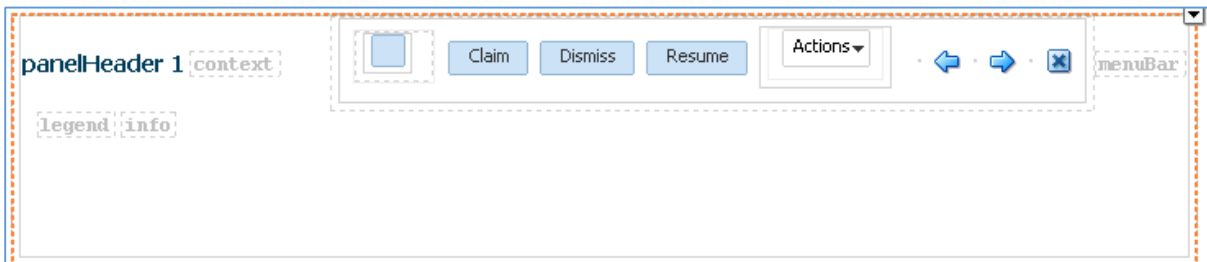 panelHeader 1 context Claim Dismiss Resume Actions menuBar
legend info